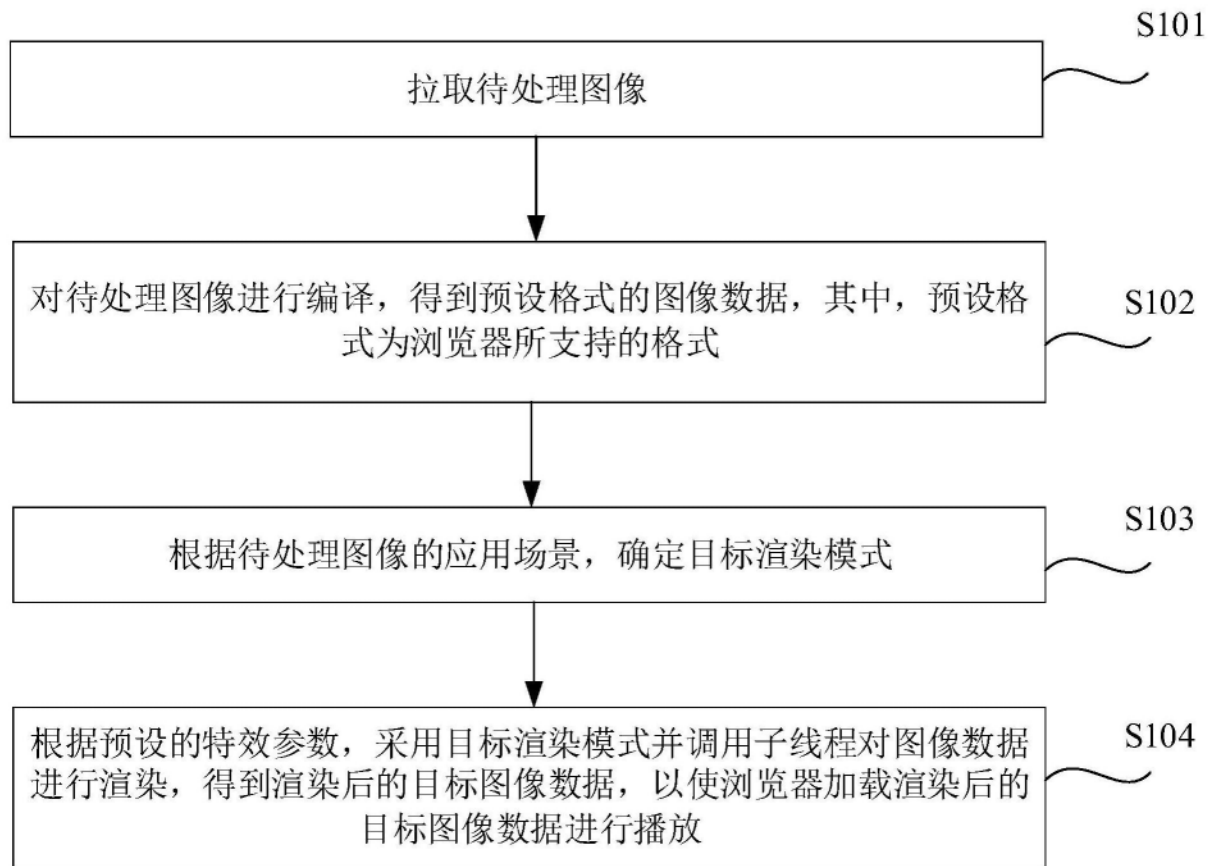 S101
拉取待处理图像
对待处理图像进行编译，得到预设格式的图像数据，其中，预设格
式为浏览器所支持的格式
S102
根据待处理图像的应用场景，确定目标渲染模式
S103
根据预设的特效参数，采用目标渲染模式并调用子线程对图像数据
进行渲染，得到渲染后的目标图像数据，以使浏览器加载渲染后的
目标图像数据进行播放
S104